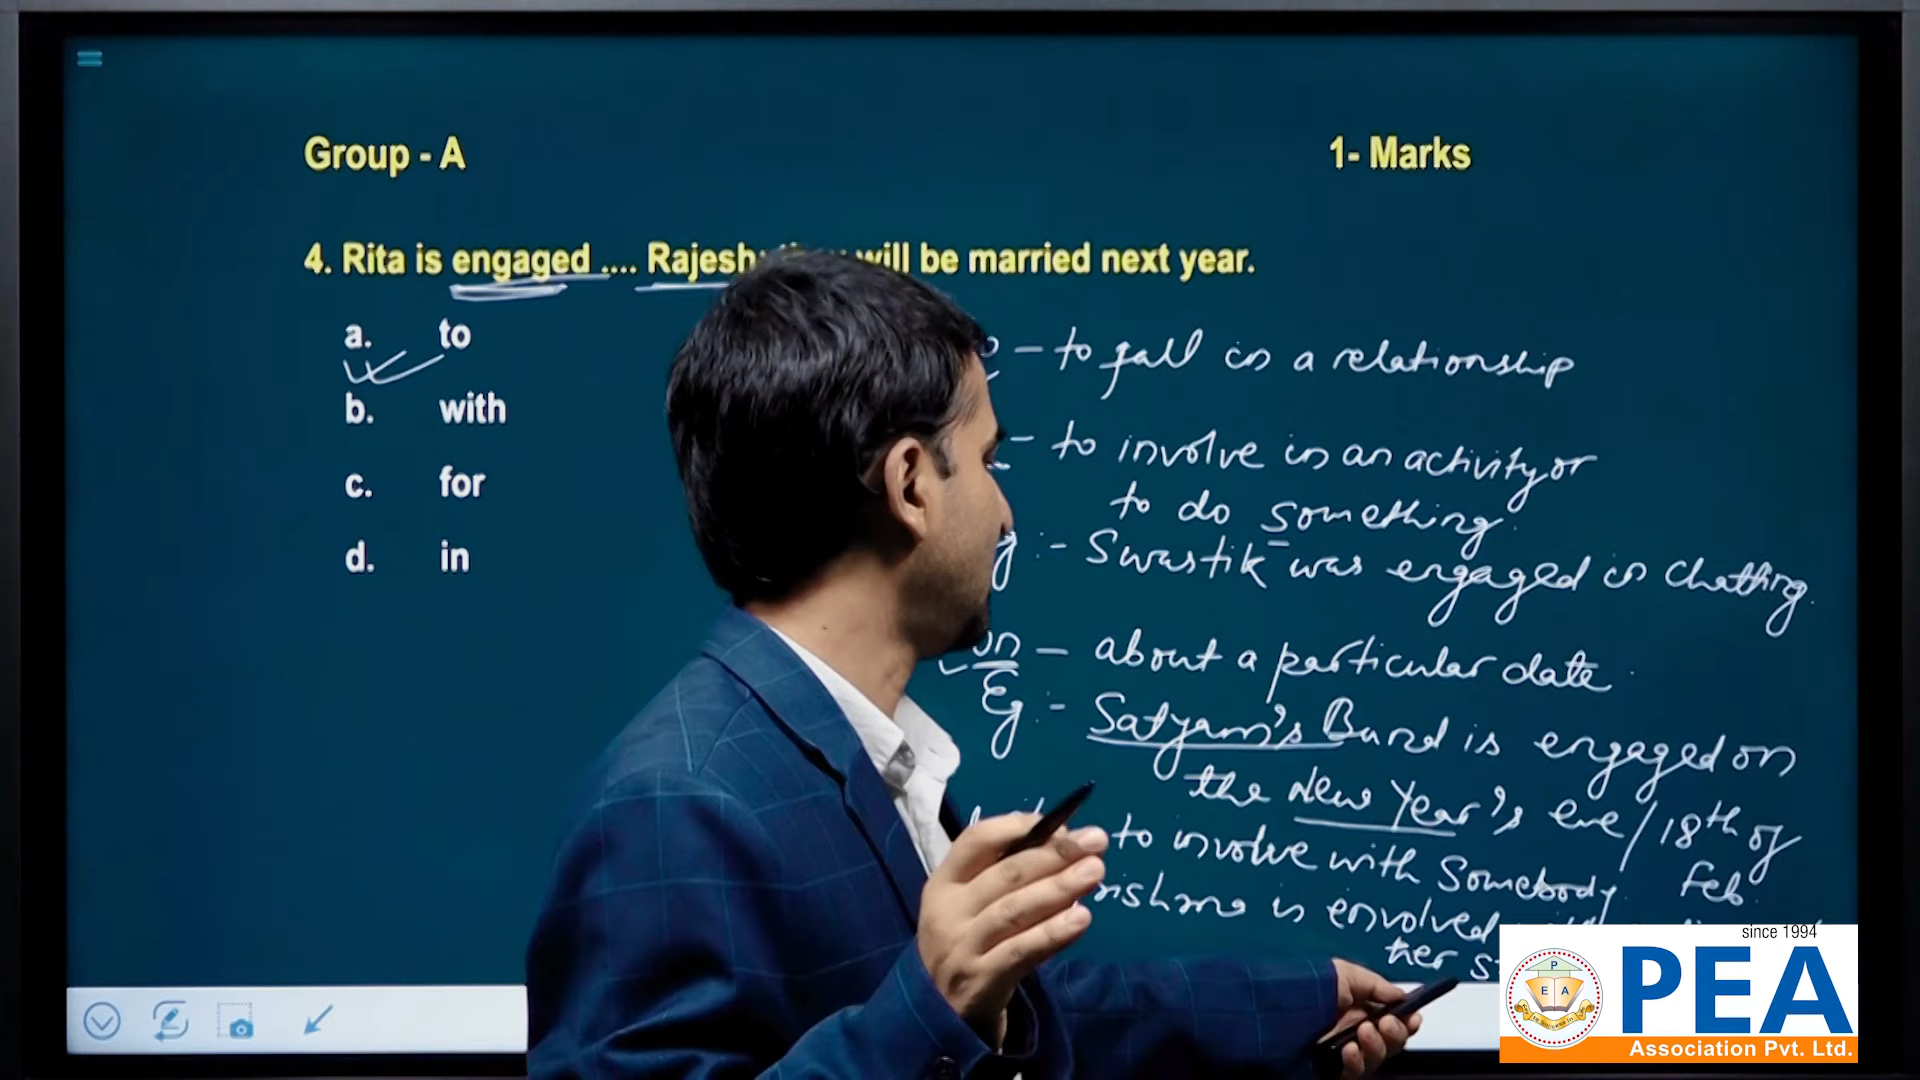 Group - A
1- Marks
4. Rita is engaged .... Rajesh will be married next year.
a. to
b. with
c. for
d. in
– to fall in a relationship
– to involve in an activity or
to do something.
:- Swastik was engaged in Chatting.
on – about a particular date.
Eg :- Satyam's Band is engaged on
the New Year's eve / 18th of
Feb.
to involve with Somebody.
is envolved
her
since 1994
P
E A
PEA
Association Pvt. Ltd.